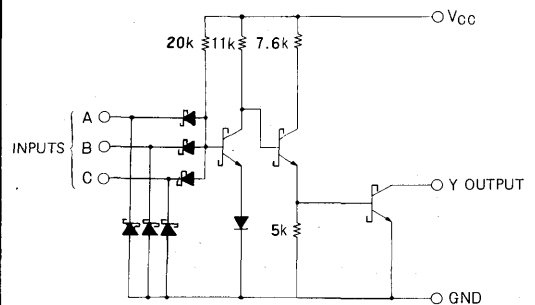 VCC
20k 11k 7.6k
A
INPUTS B
C
Y OUTPUT
5k
GND